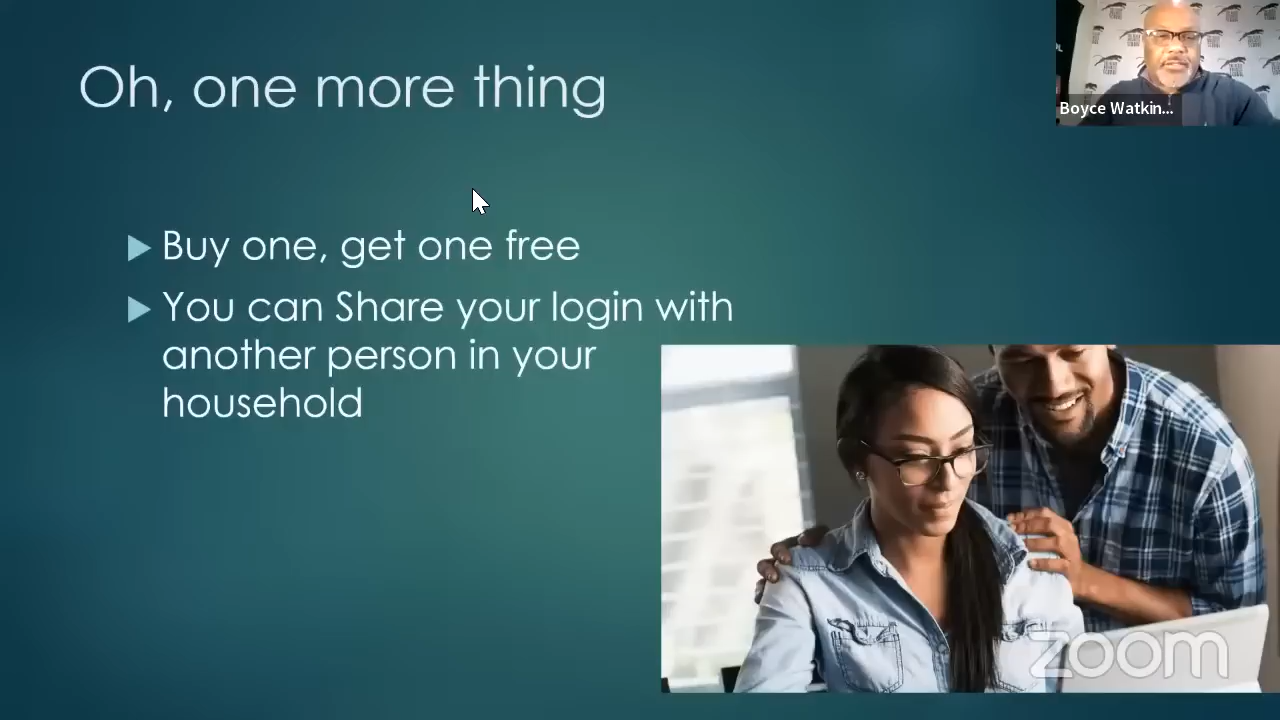 Oh, one more thing
Boyce Watkin...
Buy one, get one free
You can Share your login with
another person in your
household
zoom